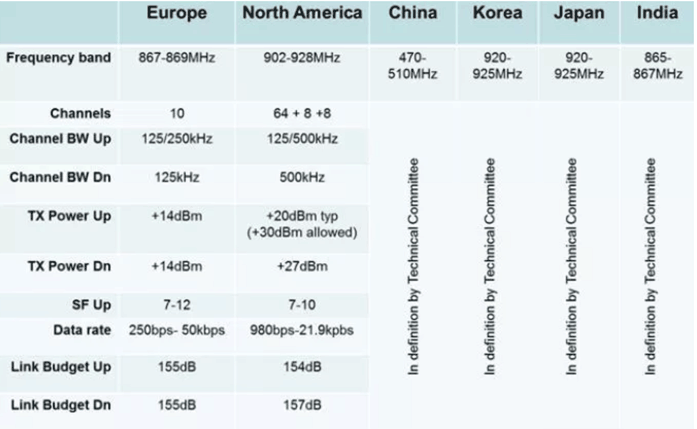 Europe North America China Korea Japan India
Frequency band 867-869MHz 902-928MHz 470- 920- 920- 865-
510MHz 925MHz 925MHz 867MHz
Channels 10 64 + 8 +8
Channel BW Up 125/250kHz 125/500kHz
Channel BW Dn 125kHz 500kHz
TX Power Up +14dBm +20dBm typ
(+30dBm allowed)
TX Power Dn +14dBm +27dBm
SF Up 7-12 7-10
Data rate 250bps- 50kbps 980bps-21.9kpbs
Link Budget Up 155dB 154dB
Link Budget Dn 155dB 157dB
In definition by Technical Committee
In definition by Technical Committee
In definition by Technical Committee
In definition by Technical Committee